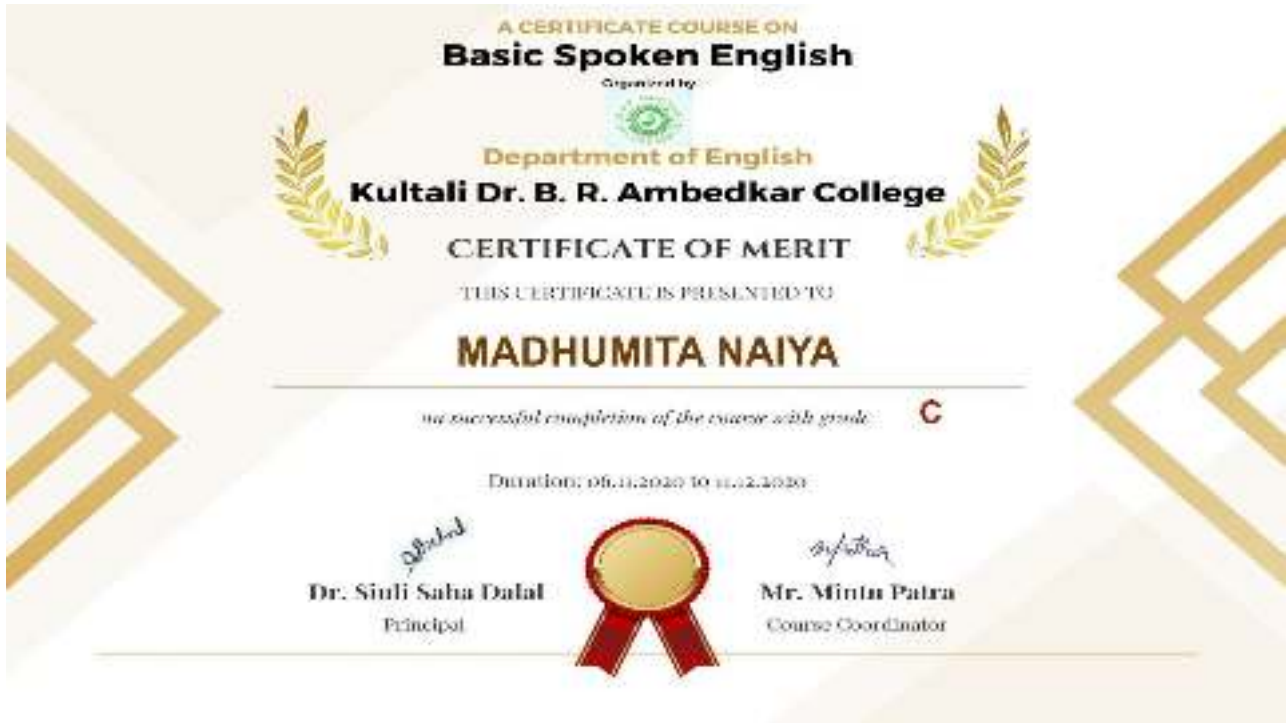 A CERTIFICATE COURSE ON
Basic Spoken English
Organized by
Department of English
Kultali Dr. B. R. Ambedkar College
CERTIFICATE OF MERIT
THIS CERTIFICATE IS PRESENTED TO
MADHUMITA NAIYA
on successful completion of the course with grade C
Duration: 06.11.2020 to 11.12.2020
Dr. Siuli Saha Dalal Mr. Mintu Patra
Principal Course Coordinator